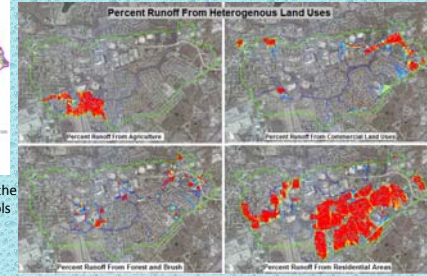 Percent Runoff From Heterogenous Land Uses
Percent Runoff From Agriculture
Percent Runoff From Commercial Land Uses
the
ols
Percent Runoff From Forest and Brush
Percent Runoff From Residential Areas